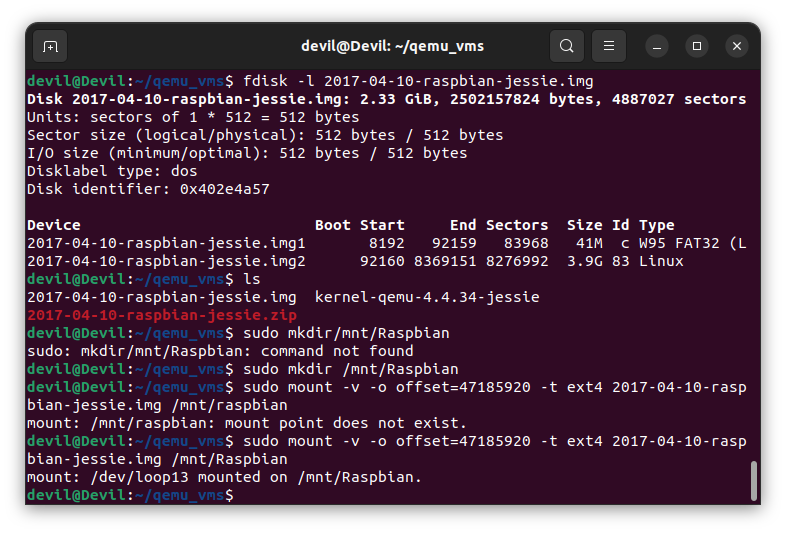 devil@Devil: ~/qemu_vms
devil@Devil:~/qemu_vms$ fdisk -l 2017-04-10-raspbian-jessie.img
Disk 2017-04-10-raspbian-jessie.img: 2.33 GiB, 2502157824 bytes, 4887027 sectors
Units: sectors of 1 * 512 = 512 bytes
Sector size (logical/physical): 512 bytes / 512 bytes
I/O size (minimum/optimal): 512 bytes / 512 bytes
Disklabel type: dos
Disk identifier: 0x402e4a57
Device                          Boot Start     End Sectors  Size Id Type
2017-04-10-raspbian-jessie.img1       8192   92159   83968   41M  c W95 FAT32 (L
2017-04-10-raspbian-jessie.img2      92160 8369151 8276992  3.9G 83 Linux
devil@Devil:~/qemu_vms$ ls
2017-04-10-raspbian-jessie.img  kernel-qemu-4.4.34-jessie
2017-04-10-raspbian-jessie.zip
devil@Devil:~/qemu_vms$ sudo mkdir/mnt/Raspbian
sudo: mkdir/mnt/Raspbian: command not found
devil@Devil:~/qemu_vms$ sudo mkdir /mnt/Raspbian
devil@Devil:~/qemu_vms$ sudo mount -v -o offset=47185920 -t ext4 2017-04-10-rasp
bian-jessie.img /mnt/raspbian
mount: /mnt/raspbian: mount point does not exist.
devil@Devil:~/qemu_vms$ sudo mount -v -o offset=47185920 -t ext4 2017-04-10-rasp
bian-jessie.img /mnt/Raspbian
mount: /dev/loop13 mounted on /mnt/Raspbian.
devil@Devil:~/qemu_vms$